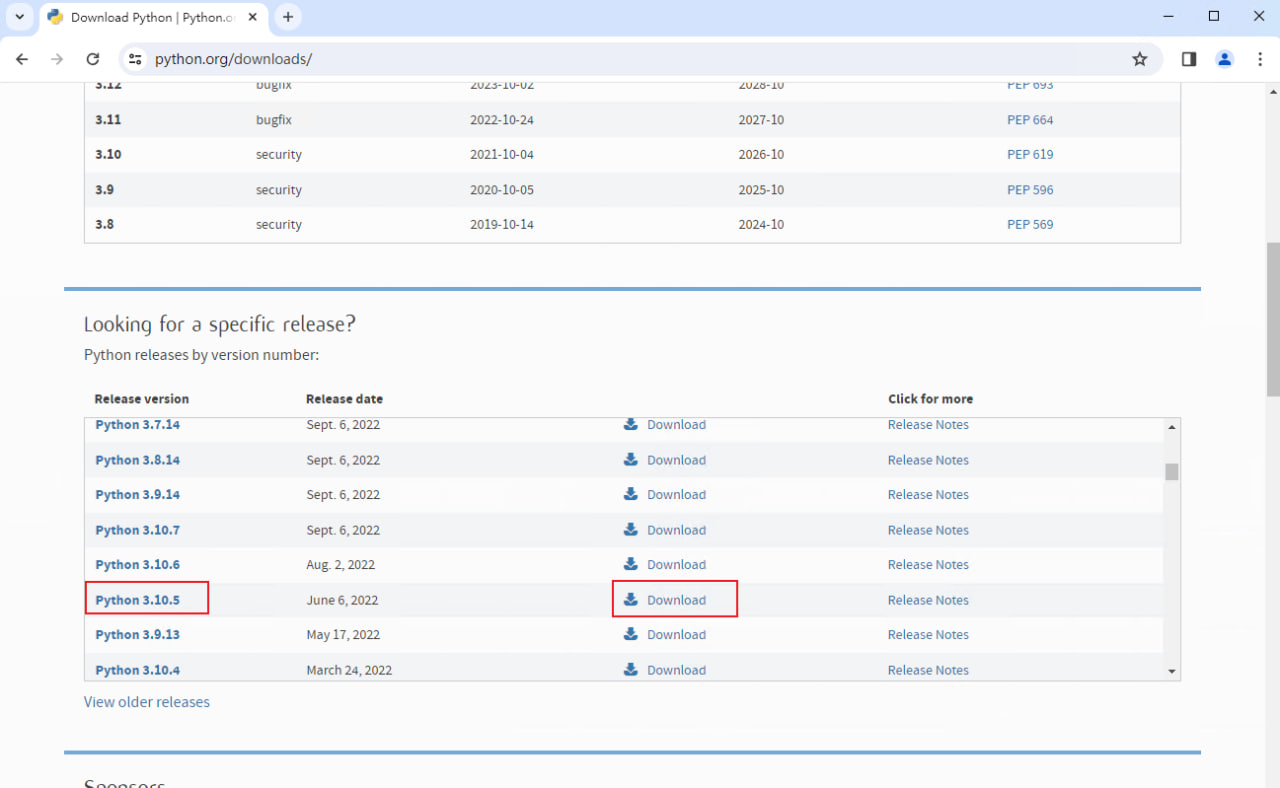 Download Python | Python.o
python.org/downloads/
3.12 bugfix 2023-10-02 2028-10 PEP 693
3.11 bugfix 2022-10-24 2027-10 PEP 664
3.10 security 2021-10-04 2026-10 PEP 619
3.9 security 2020-10-05 2025-10 PEP 596
3.8 security 2019-10-14 2024-10 PEP 569
Looking for a specific release?
Python releases by version number:
Release version Release date Click for more
Python 3.7.14 Sept. 6, 2022 Download Release Notes
Python 3.8.14 Sept. 6, 2022 Download Release Notes
Python 3.9.14 Sept. 6, 2022 Download Release Notes
Python 3.10.7 Sept. 6, 2022 Download Release Notes
Python 3.10.6 Aug. 2, 2022 Download Release Notes
Python 3.10.5 June 6, 2022 Download Release Notes
Python 3.9.13 May 17, 2022 Download Release Notes
Python 3.10.4 March 24, 2022 Download Release Notes
View older releases
Sponsors